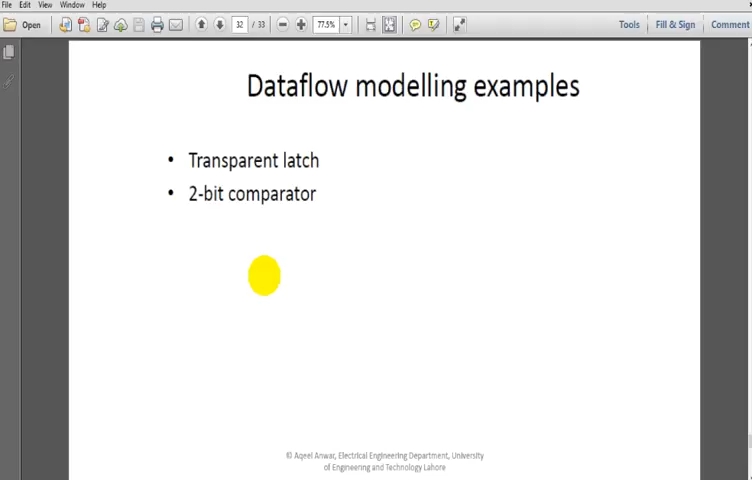 File Edit View Window Help
Open 32 / 33 77.5% Tools Fill & Sign Comment
Dataflow modelling examples
• Transparent latch
• 2-bit comparator
© Aqeel Anwar, Electrical Engineering Department, University
of Engineering and Technology Lahore